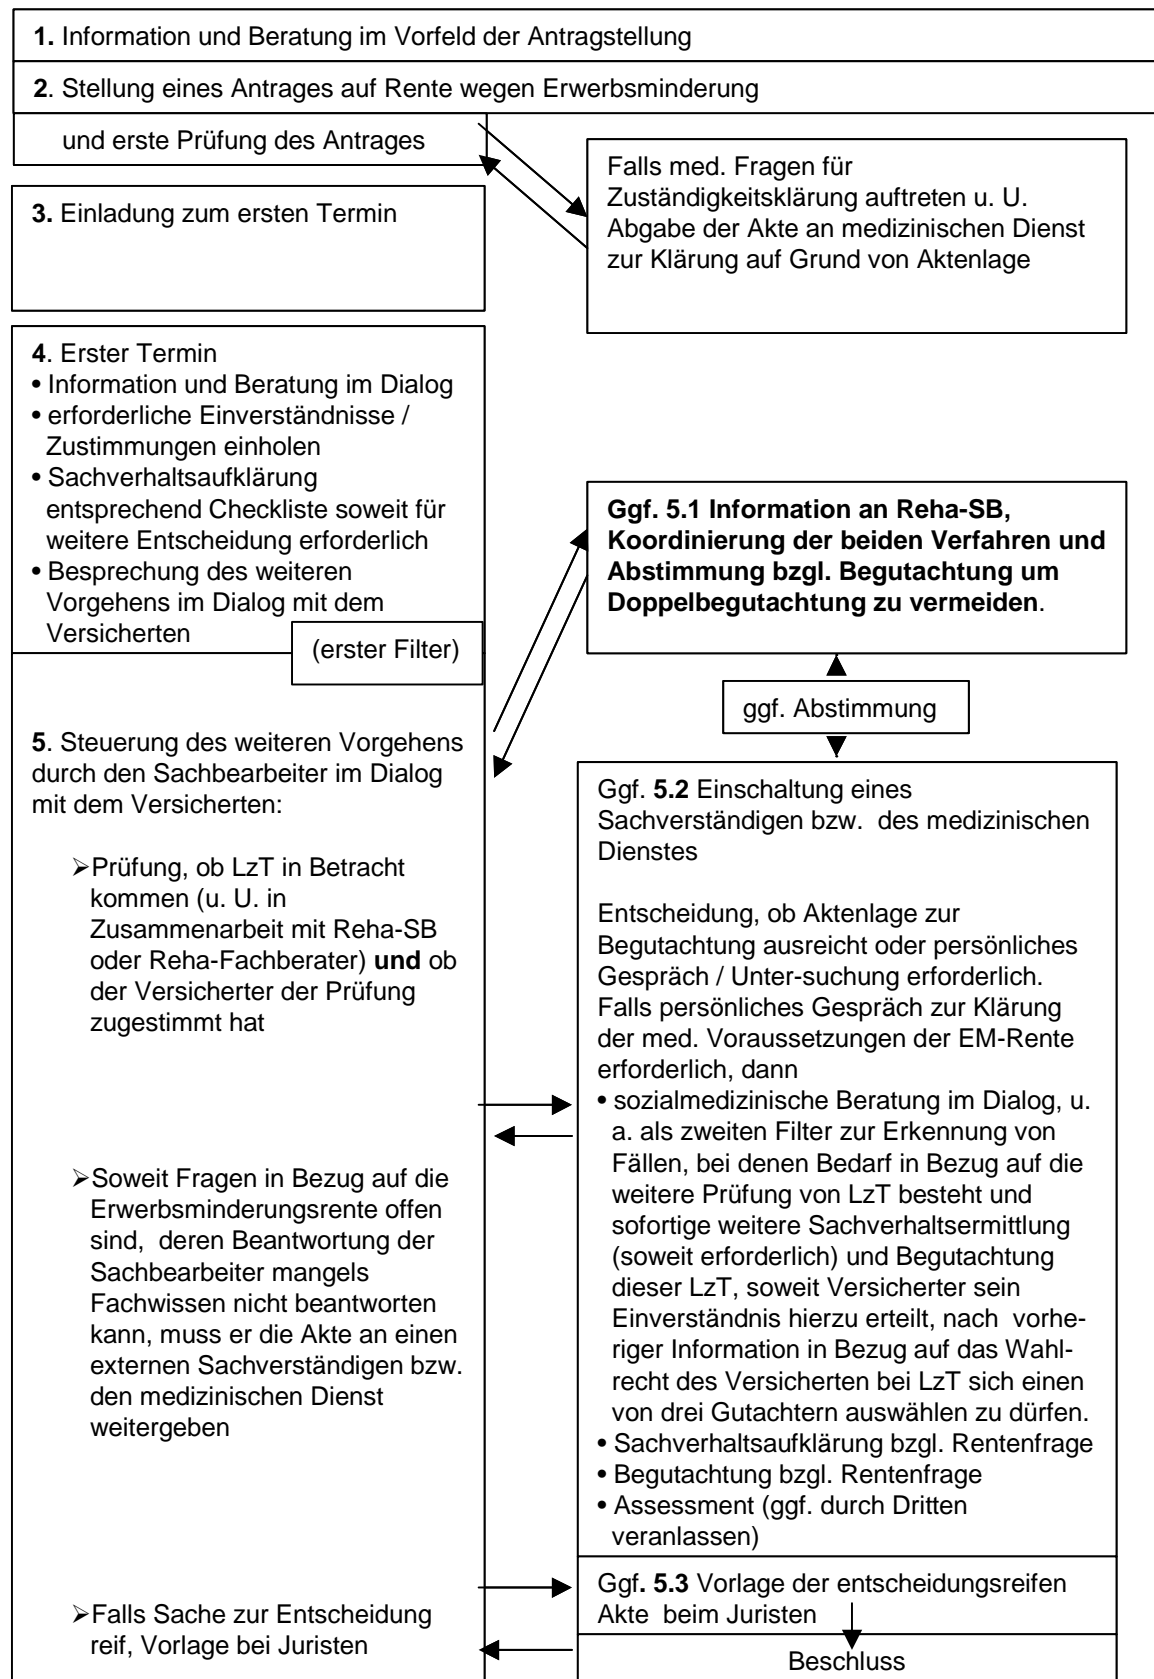 1. Information und Beratung im Vorfeld der Antragstellung
2. Stellung eines Antrages auf Rente wegen Erwerbsminderung
und erste Prüfung des Antrages
Falls med. Fragen für
Zuständigkeitsklärung auftreten u. U.
Abgabe der Akte an medizinischen Dienst
zur Klärung auf Grund von Aktenlage
3. Einladung zum ersten Termin
4. Erster Termin
• Information und Beratung im Dialog
• erforderliche Einverständnisse /
Zustimmungen einholen
• Sachverhaltsaufklärung
entsprechend Checkliste soweit für
weitere Entscheidung erforderlich
• Besprechung des weiteren
Vorgehens im Dialog mit dem
Versicherten
(erster Filter)
Ggf. 5.1 Information an Reha-SB,
Koordinierung der beiden Verfahren und
Abstimmung bzgl. Begutachtung um
Doppelbegutachtung zu vermeiden.
ggf. Abstimmung
5. Steuerung des weiteren Vorgehens
durch den Sachbearbeiter im Dialog
mit dem Versicherten:
➢Prüfung, ob LzT in Betracht
kommen (u. U. in
Zusammenarbeit mit Reha-SB
oder Reha-Fachberater) und ob
der Versicherter der Prüfung
zugestimmt hat
➢Soweit Fragen in Bezug auf die
Erwerbsminderungsrente offen
sind, deren Beantwortung der
Sachbearbeiter mangels
Fachwissen nicht beantworten
kann, muss er die Akte an einen
externen Sachverständigen bzw.
den medizinischen Dienst
weitergeben
➢Falls Sache zur Entscheidung
reif, Vorlage bei Juristen
Ggf. 5.2 Einschaltung eines
Sachverständigen bzw. des medizinischen
Dienstes
Entscheidung, ob Aktenlage zur
Begutachtung ausreicht oder persönliches
Gespräch / Unter-suchung erforderlich.
Falls persönliches Gespräch zur Klärung
der med. Voraussetzungen der EM-Rente
erforderlich, dann
• sozialmedizinische Beratung im Dialog, u.
a. als zweiten Filter zur Erkennung von
Fällen, bei denen Bedarf in Bezug auf die
weitere Prüfung von LzT besteht und
sofortige weitere Sachverhaltsermittlung
(soweit erforderlich) und Begutachtung
dieser LzT, soweit Versicherter sein
Einverständnis hierzu erteilt, nach vorhe-
riger Information in Bezug auf das Wahl-
recht des Versicherten bei LzT sich einen
von drei Gutachtern auswählen zu dürfen.
• Sachverhaltsaufklärung bzgl. Rentenfrage
• Begutachtung bzgl. Rentenfrage
• Assessment (ggf. durch Dritten
veranlassen)
Ggf. 5.3 Vorlage der entscheidungsreifen
Akte beim Juristen
Beschluss